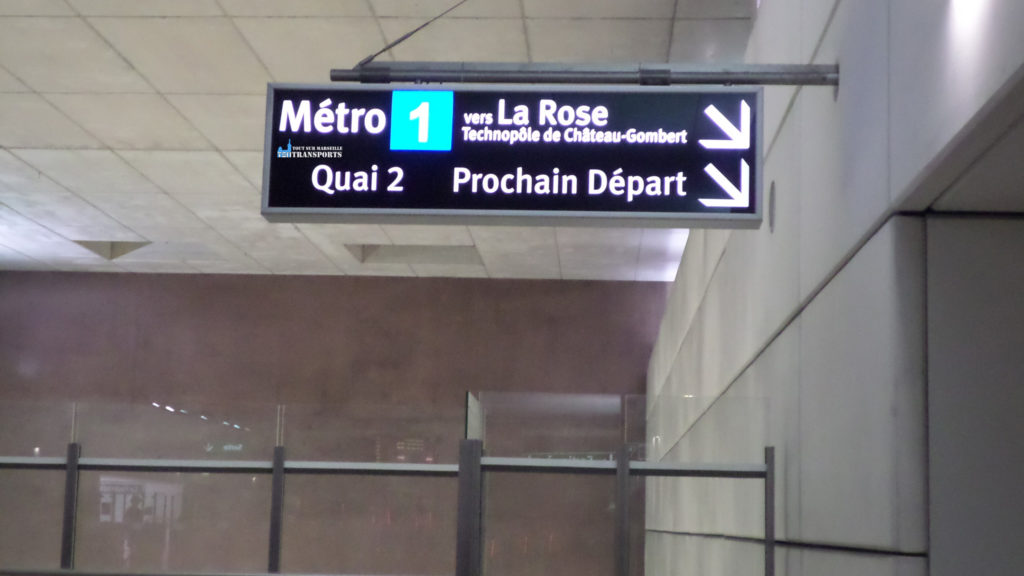 Métro 1 vers La Rose
Technopôle de Château-Gombert
TOUT SUR MARSEILLE
TRANSPORTS
Quai 2 Prochain Départ